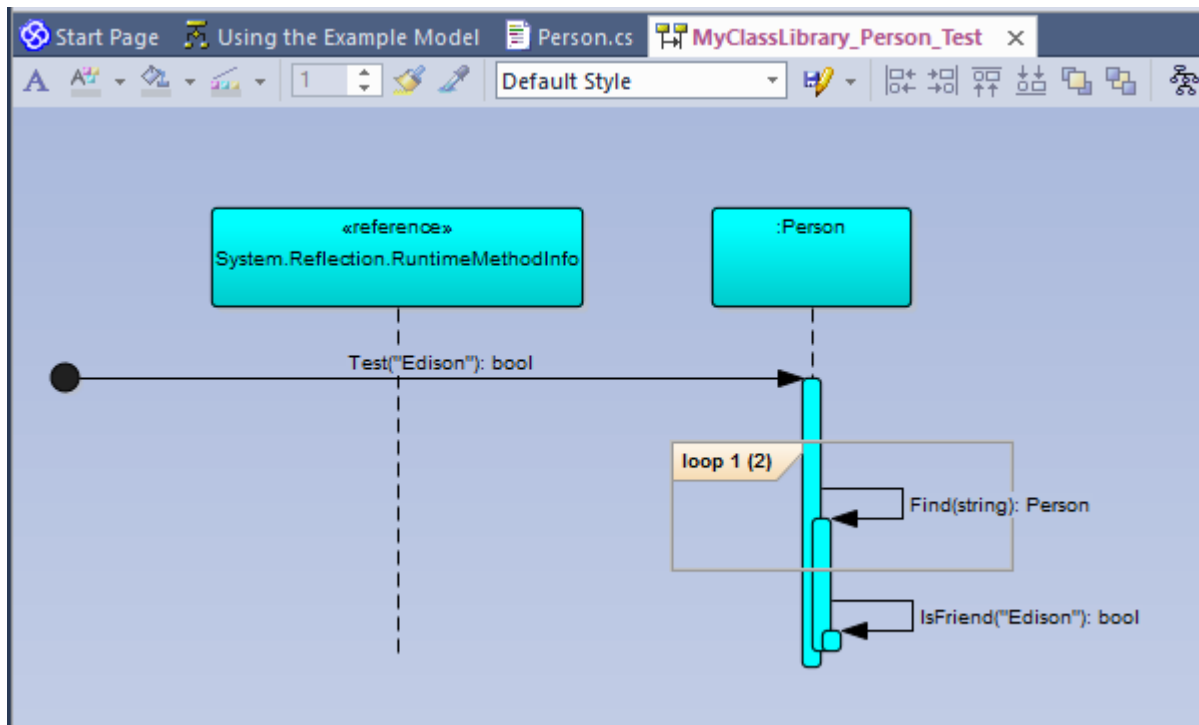 Start Page
Using the Example Model
Person.cs
MyClassLibrary_Person_Test
A
1
Default Style
«reference»
System.Reflection.RuntimeMethodInfo
:Person
Test("Edison"): bool
loop 1 (2)
Find(string): Person
IsFriend("Edison"): bool